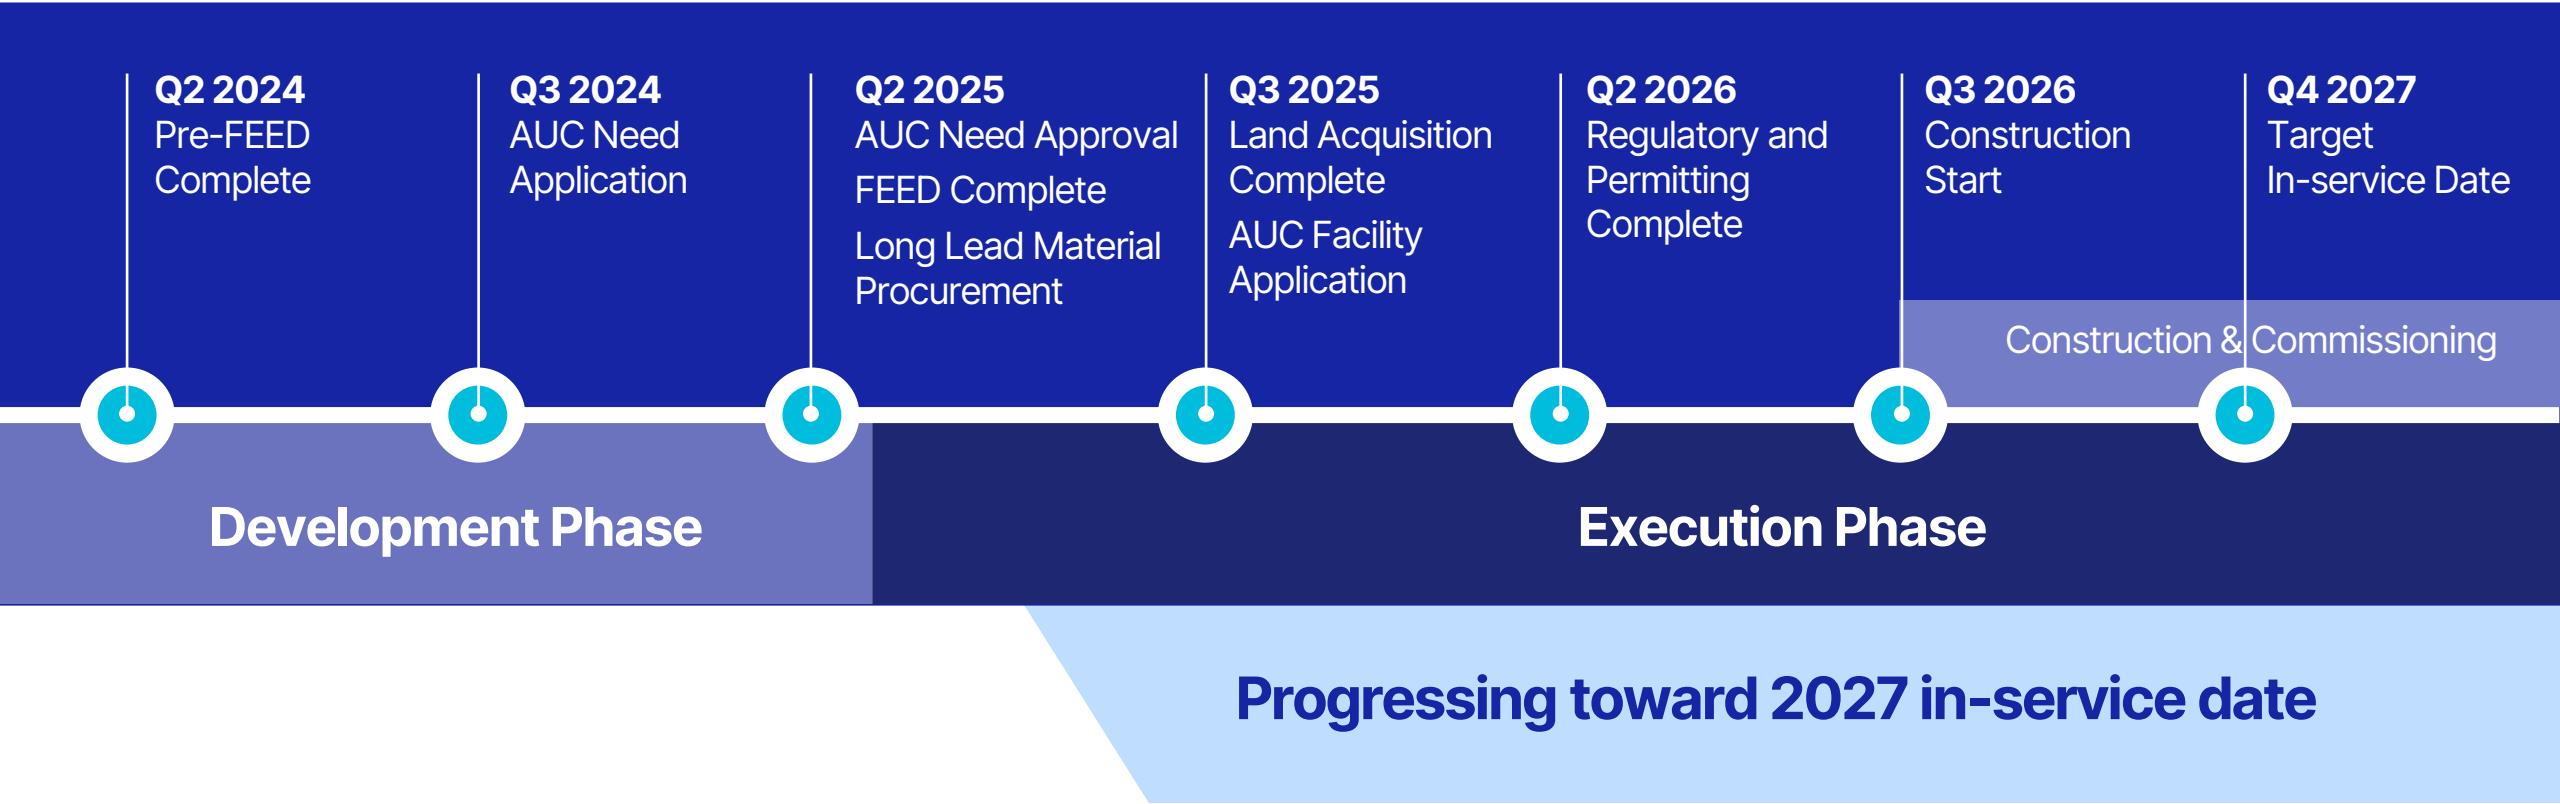 Q2 2024
Pre-FEED
Complete
Q3 2024
AUC Need
Application
Q2 2025
AUC Need Approval
FEED Complete
Long Lead Material
Procurement
Q3 2025
Land Acquisition
Complete
AUC Facility
Application
Q2 2026
Regulatory and
Permitting
Complete
Q3 2026
Construction
Start
Q4 2027
Target
In-service Date
Construction & Commissioning
Development Phase
Execution Phase
Progressing toward 2027 in-service date